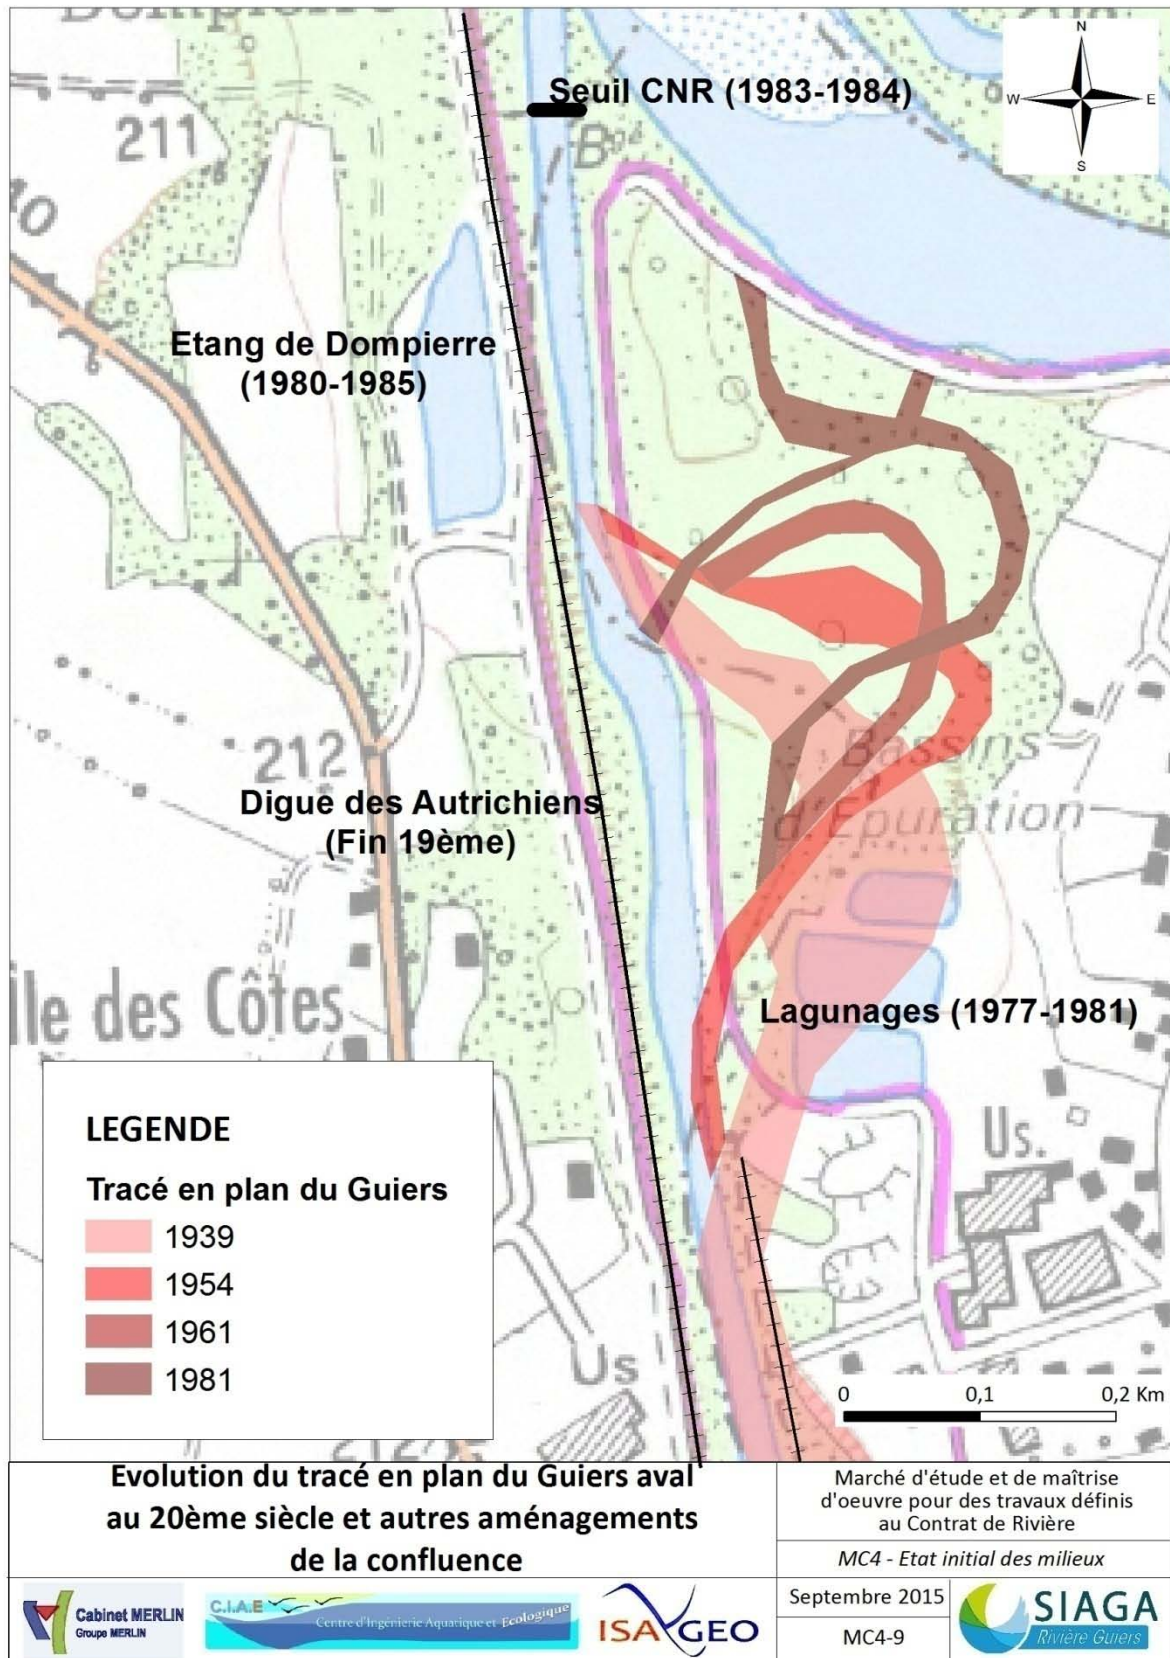 N
W E
S
Seuil CNR (1983-1984)
211
Etang de Dompierre
(1980-1985)
212
Digue des Autrichiens
(Fin 19ème)
Bassins
d'Epuration
Ile des Côtes
Lagunages (1977-1981)
Us.
Us
LEGENDE
Tracé en plan du Guiers
1939
1954
1961
1981
0 0,1 0,2 Km
Evolution du tracé en plan du Guiers aval
au 20ème siècle et autres aménagements
de la confluence
Marché d'étude et de maîtrise
d'oeuvre pour des travaux définis
au Contrat de Rivière
MC4 - Etat initial des milieux
Septembre 2015
MC4-9
Cabinet MERLIN
Groupe MERLIN
C.I.A.E
Centre d'Ingénierie Aquatique et Ecologique
ISA GEO
SIAGA
Rivière Guiers